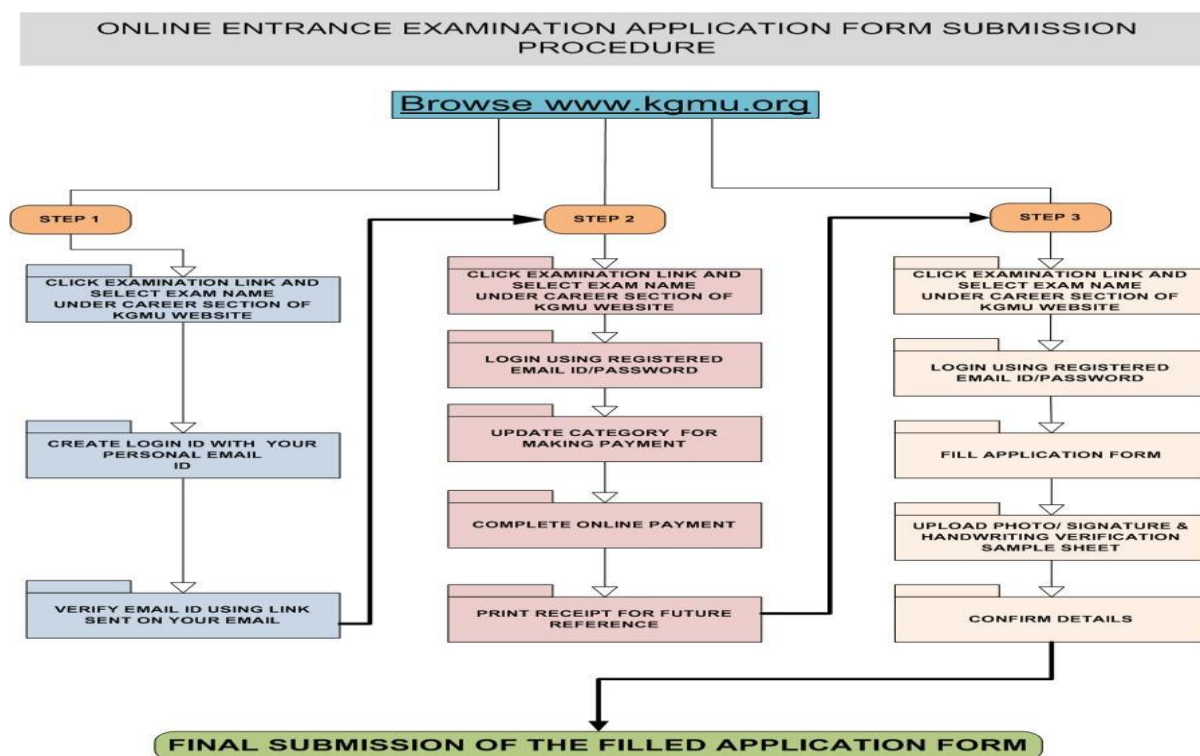 ONLINE ENTRANCE EXAMINATION APPLICATION FORM SUBMISSION
PROCEDURE
Browse www.kgmu.org
STEP 1
CLICK EXAMINATION LINK AND
SELECT EXAM NAME
UNDER CAREER SECTION OF
KGMU WEBSITE
CREATE LOGIN ID WITH YOUR
PERSONAL EMAIL
ID
VERIFY EMAIL ID USING LINK
SENT ON YOUR EMAIL
STEP 2
CLICK EXAMINATION LINK AND
SELECT EXAM NAME
UNDER CAREER SECTION OF
KGMU WEBSITE
LOGIN USING REGISTERED
EMAIL ID/PASSWORD
UPDATE CATEGORY FOR
MAKING PAYMENT
COMPLETE ONLINE PAYMENT
PRINT RECEIPT FOR FUTURE
REFERENCE
STEP 3
CLICK EXAMINATION LINK AND
SELECT EXAM NAME
UNDER CAREER SECTION OF
KGMU WEBSITE
LOGIN USING REGISTERED
EMAIL ID/PASSWORD
FILL APPLICATION FORM
UPLOAD PHOTO/ SIGNATURE &
HANDWRITING VERIFICATION
SAMPLE SHEET
CONFIRM DETAILS
FINAL SUBMISSION OF THE FILLED APPLICATION FORM